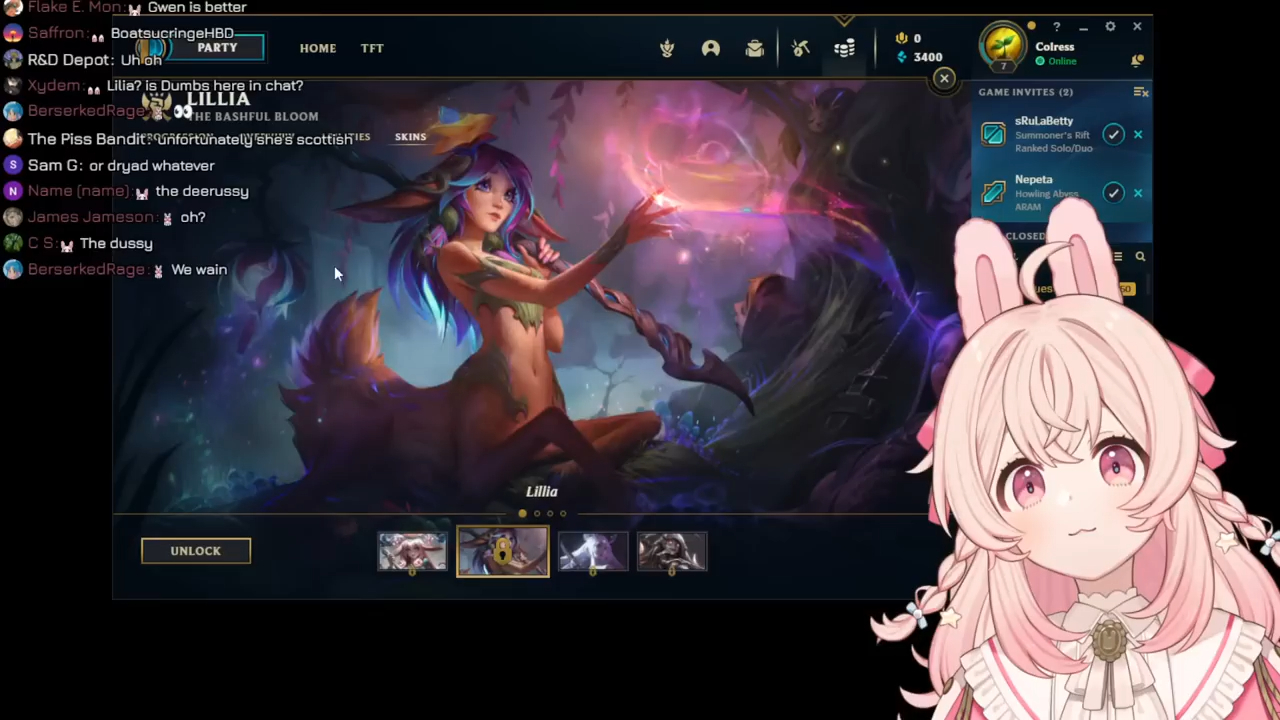 Flake E. Mon: Gwen is better
Saffron: BoatsucringeHBD
R&D Depot: Uh oh
Xydem: Lilia? is Dumbs here in chat?
BerserkedRage: 👀
The Piss Bandit: unfortunately she's scottish
Sam G: or dryad whatever
Name (name): the deerussy
James Jameson: oh?
C S: The dussy
BerserkedRage: We wain
PARTY
HOME
TFT
0
3400
7
Colress
Online
LILLIA
THE BASHFUL BLOOM
SKINS
GAME INVITES (2)
sRuLaBetty
Summoner's Rift
Ranked Solo/Duo
Nepeta
Howling Abyss
ARAM
CLOSED
Lillia
UNLOCK